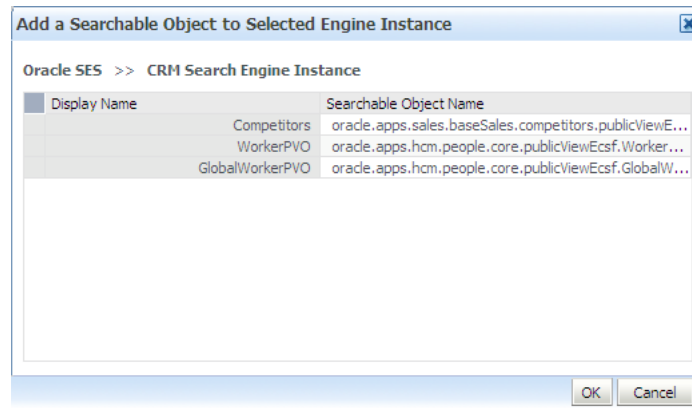 Add a Searchable Object to Selected Engine Instance
Oracle SES >> CRM Search Engine Instance
Display Name Searchable Object Name
Competitors oracle.apps.sales.baseSales.competitors.publicViewE...
WorkerPVO oracle.apps.hcm.people.core.publicViewEcsf.Worker...
GlobalWorkerPVO oracle.apps.hcm.people.core.publicViewEcsf.GlobalW...
OK Cancel